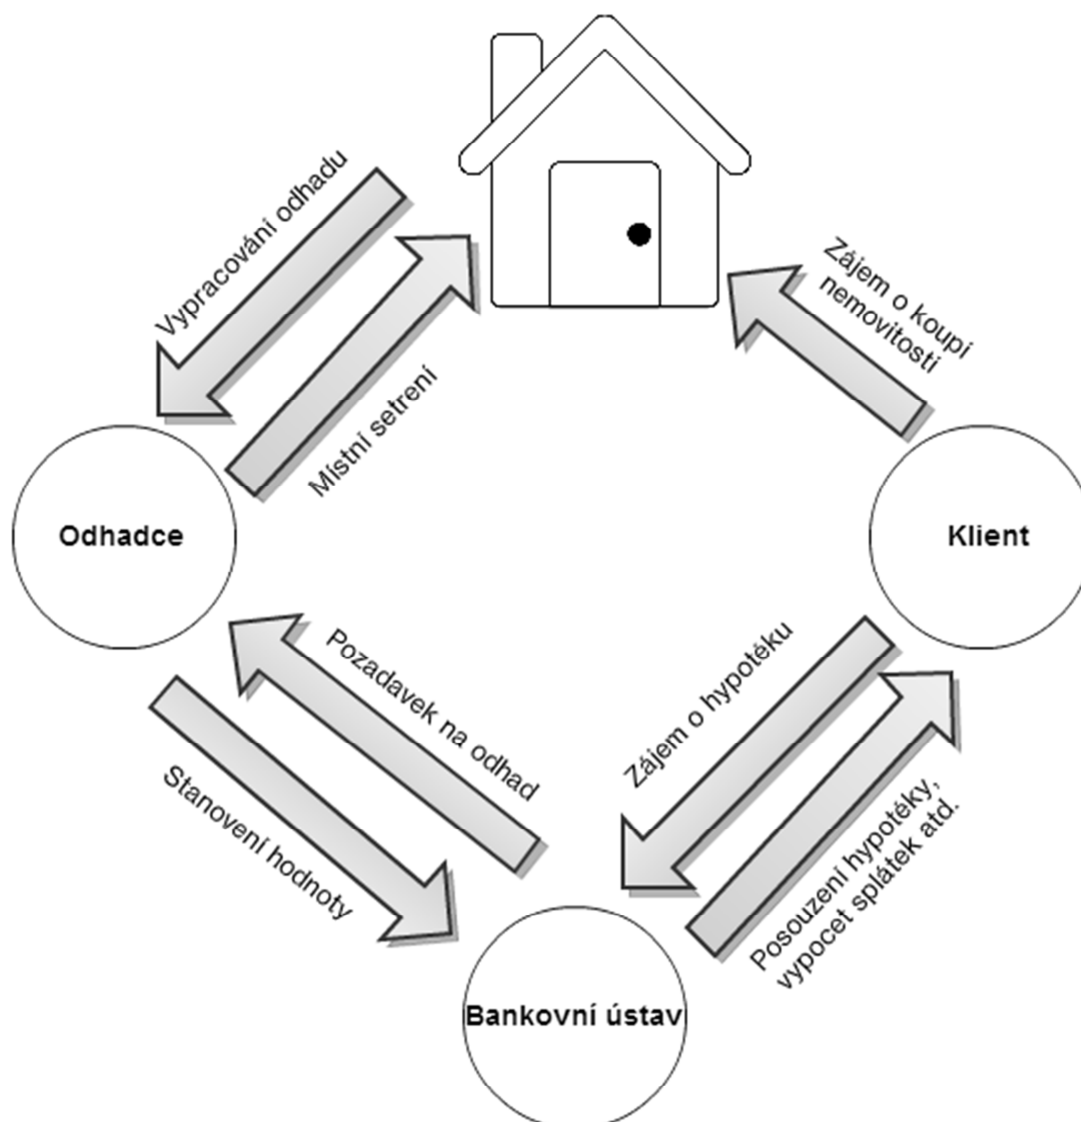 Vypracování odhadu
Místní setrení
Zájem o koupi
nemovitosti
Odhadce
Klient
Pozadavek na odhad
Stanovení hodnoty
Zájem o hypotéku
Posouzení hypotéky,
vypocet splátek atd.
Bankovní ústav